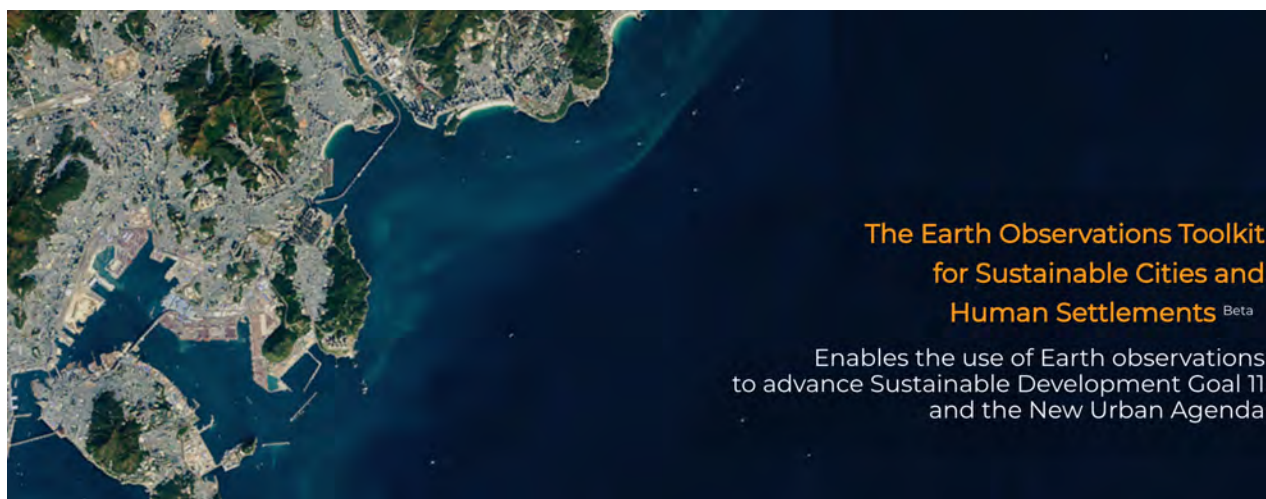 The Earth Observations Toolkit
for Sustainable Cities and
Human Settlements Beta
Enables the use of Earth observations
to advance Sustainable Development Goal 11
and the New Urban Agenda